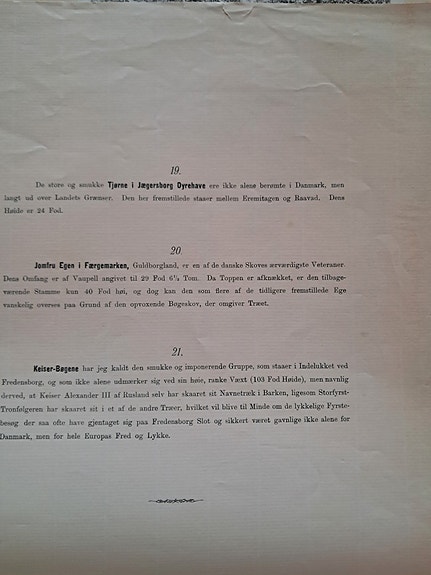 19.
De store og smukke Tjørne i Jægersborg Dyrehave ere ikke alene berømte i Danmark, men
langt ud over Landets Grænser. Den her fremstillede staaer mellem Eremitagen og Raavad. Dens
Høide er 24 Fod.
20.
Jomfru Egen i Færgemarken, Guldborgland, er en af de danske Skoves ærværdigste Veteraner.
Dens Omfang er af Vaupell angivet til 29 Fod 6½ Tom. Da Toppen er afknækket, er den tilbage-
værende Stamme kun 40 Fod høi, og dog kan den som flere af de tidligere fremstillede Ege
vanskelig overses paa Grund af den opvoxende Bøgeskov, der omgiver Træet.
21.
Keiser-Bøgene har jeg kaldt den smukke og imponerende Gruppe, som staaer i Indelukket ved
Fredensborg, og som ikke alene udmærker sig ved sin høie, ranke Væxt (103 Fod Høide), men navnlig
derved, at Keiser Alexander III af Rusland selv har skaaret sit Navnetræk i Barken, ligesom Storfyrst-
Tronfølgeren har skaaret sit i et af de andre Træer, hvilket vil blive til Minde om de lykkelige Fyrste-
besøg, der saa ofte have gjentaget sig paa Fredensborg Slot og sikkert været gavnlige ikke alene for
Danmark, men for hele Europas Fred og Lykke.